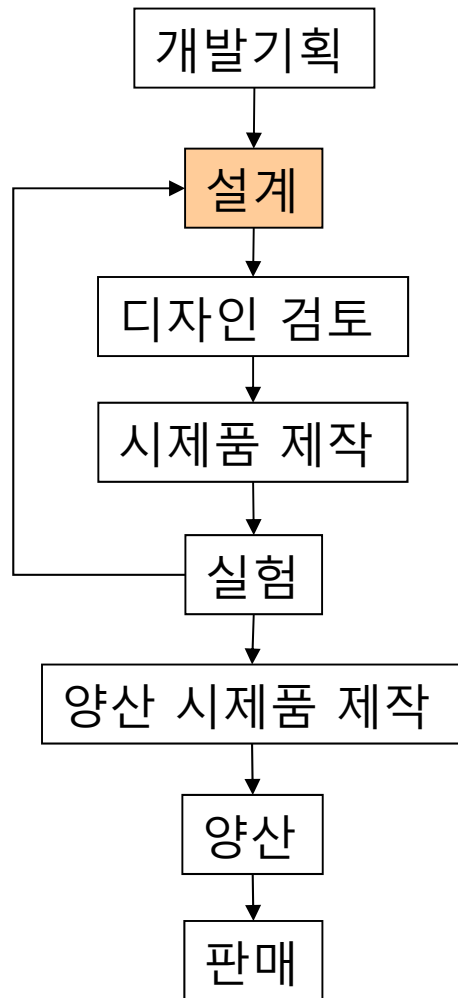 개발기획
설계
디자인 검토
시제품 제작
실험
양산 시제품 제작
양산
판매